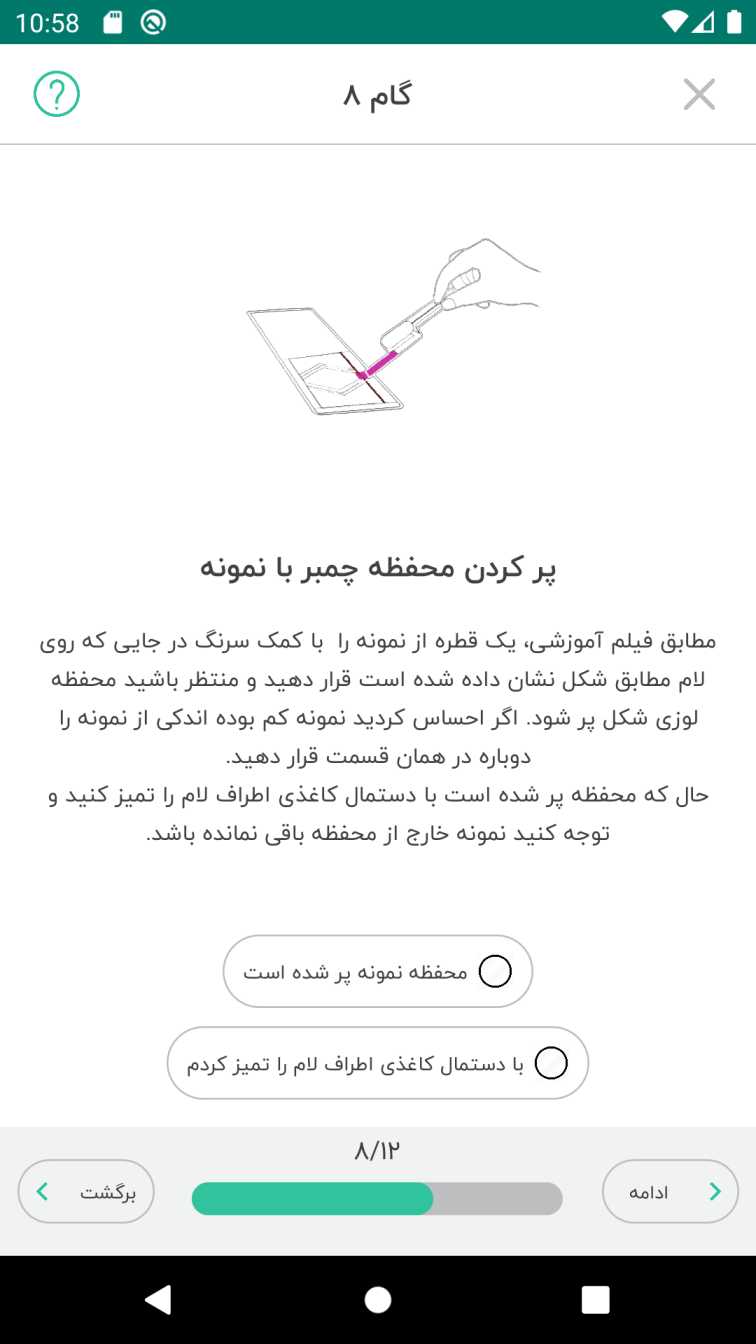 10:58
گام ۸
پر کردن محفظه چمبر با نمونه
مطابق فیلم آموزشی، یک قطره از نمونه را با کمک سرنگ در جایی که روی
لام مطابق شکل نشان داده شده است قرار دهید و منتظر باشید محفظه
لوزی شکل پر شود. اگر احساس کردید نمونه کم بوده اندکی از نمونه را
دوباره در همان قسمت قرار دهید.
حال که محفظه پر شده است با دستمال کاغذی اطراف لام را تمیز کنید و
توجه کنید نمونه خارج از محفظه باقی نمانده باشد.
محفظه نمونه پر شده است
با دستمال کاغذی اطراف لام را تمیز کردم
۸/۱۲
ادامه
برگشت